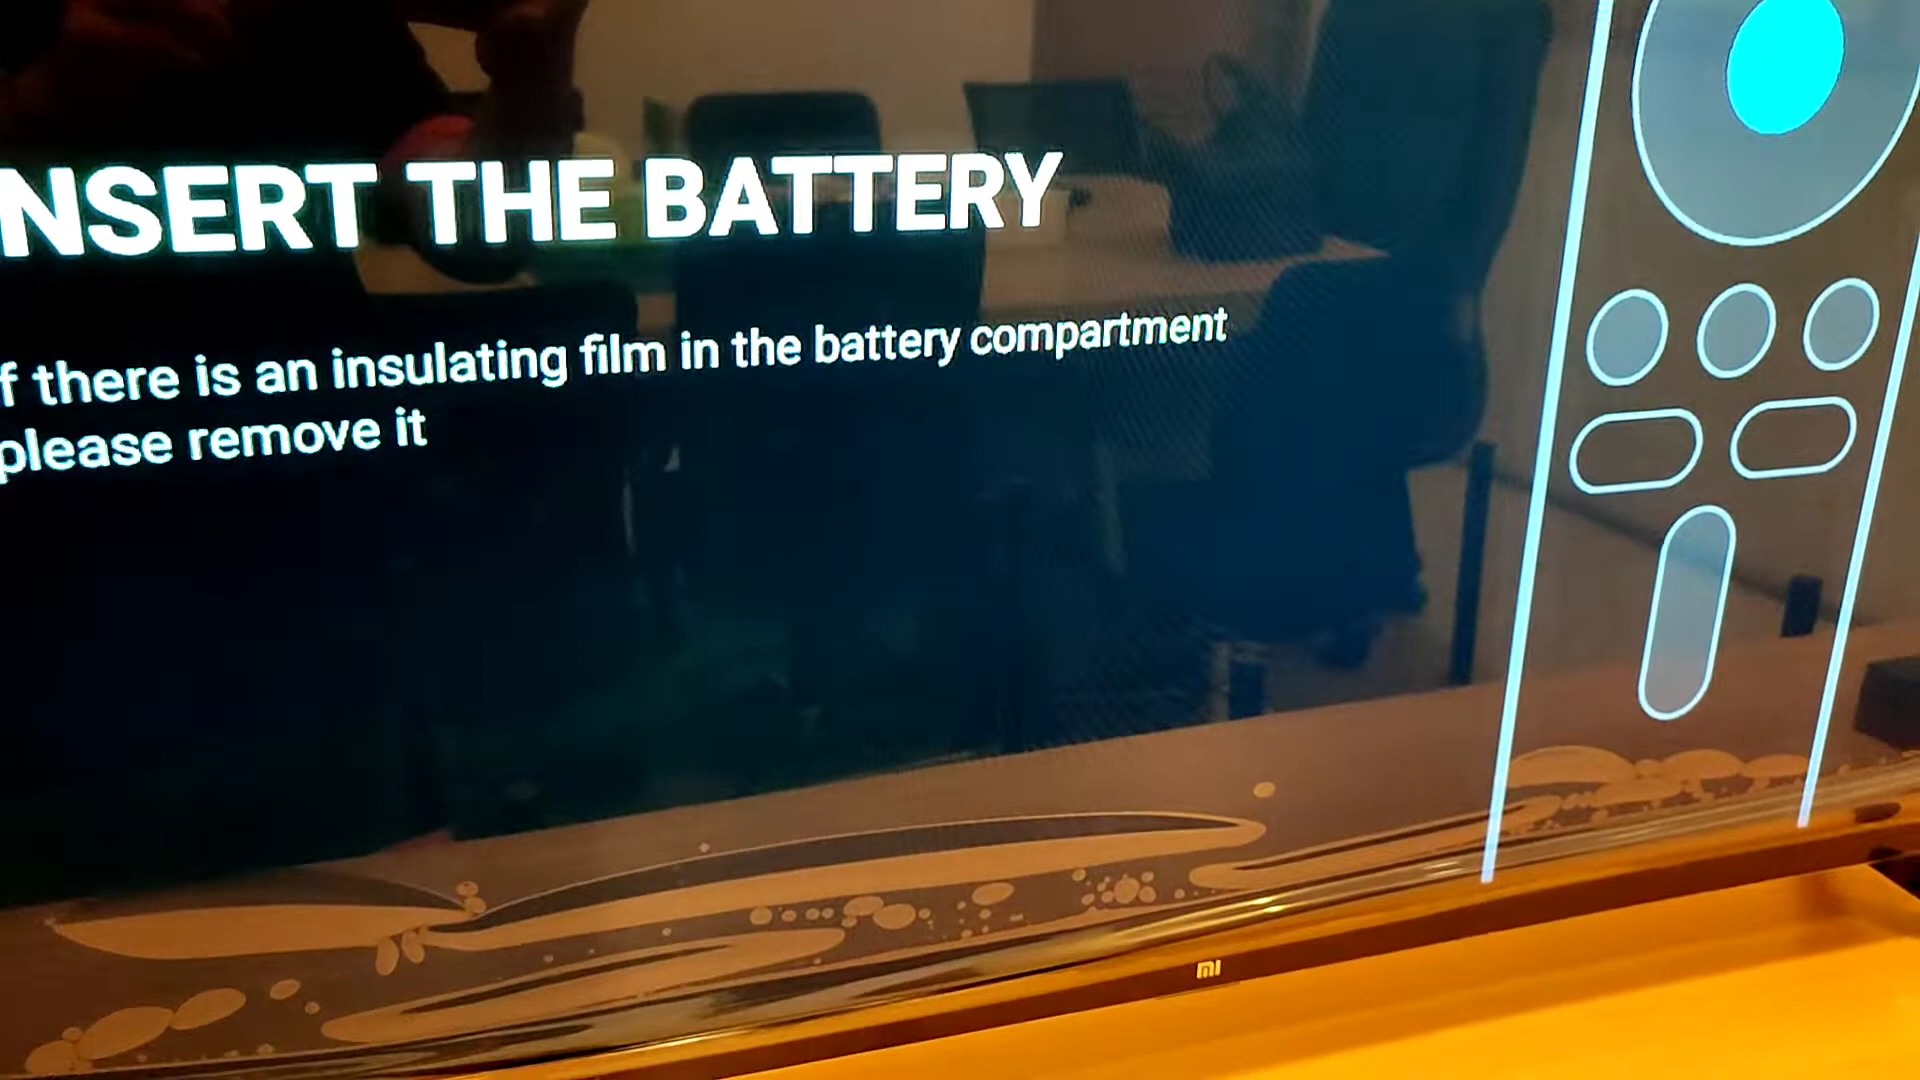 NSERT THE BATTERY
f there is an insulating film in the battery compartment
please remove it
mi